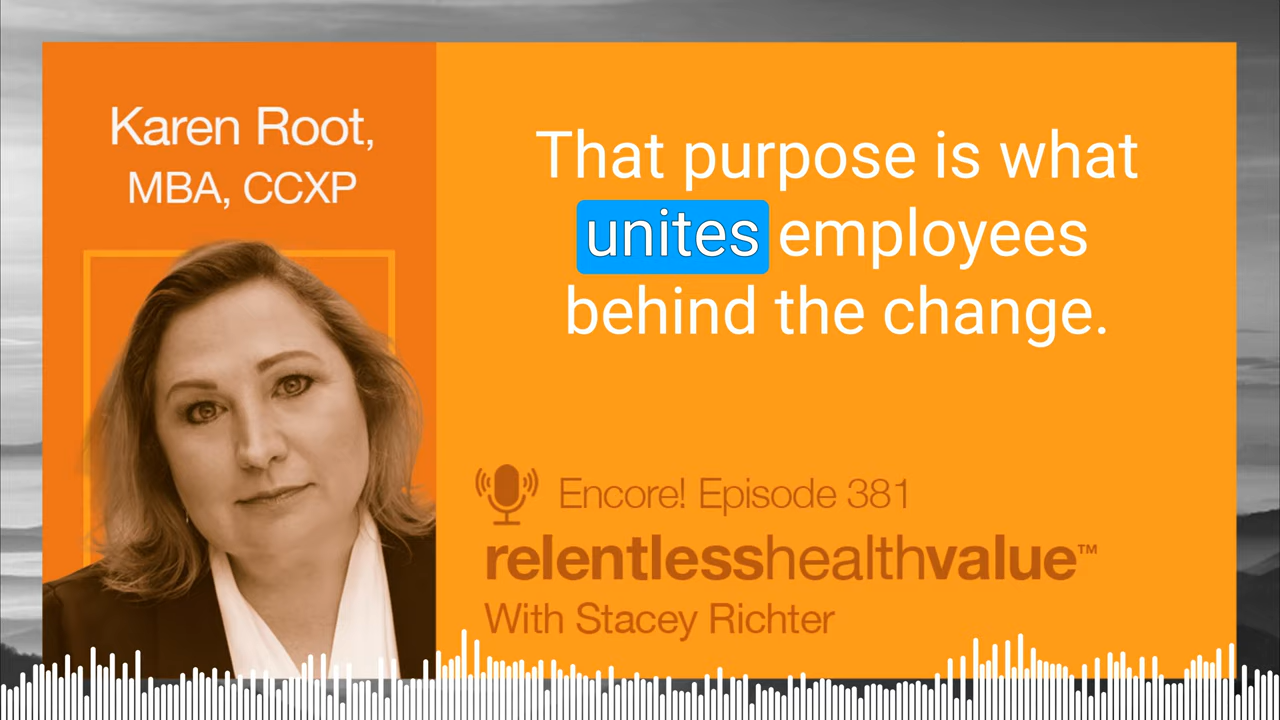 Karen Root,
MBA, CCXP
That purpose is what
unites employees
behind the change.
Encore! Episode 381
relentlesshealthvalue™
With Stacey Richter